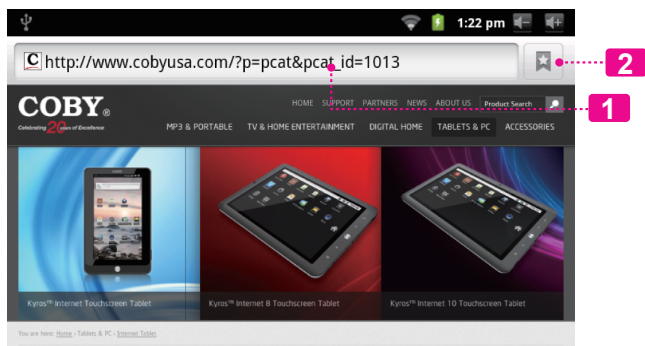 1:22 pm
C http://www.cobyusa.com/?p=pcat&pcat_id=1013
2
1
COBY®
Celebrating 20 years of Excellence
HOME SUPPORT PARTNERS NEWS ABOUT US Product Search
MP3 & PORTABLE TV & HOME ENTERTAINMENT DIGITAL HOME TABLETS & PC ACCESSORIES
Kyros™ Internet Touchscreen Tablet Kyros™ Internet 8 Touchscreen Tablet Kyros™ Internet 10 Touchscreen Tablet
You are here: Home › Tablets & PC › Internet Tablet